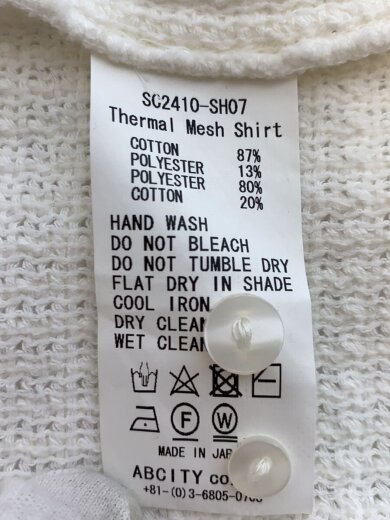 SC2410-SH07
Thermal Mesh Shirt
COTTON 87%
POLYESTER 13%
POLYESTER 80%
COTTON 20%
HAND WASH
DO NOT BLEACH
DO NOT TUMBLE DRY
FLAT DRY IN SHADE
COOL IRON
DRY CLEAN
WET CLEAN
F W
MADE IN
ABCITY co.
+81-(0)3-6805-